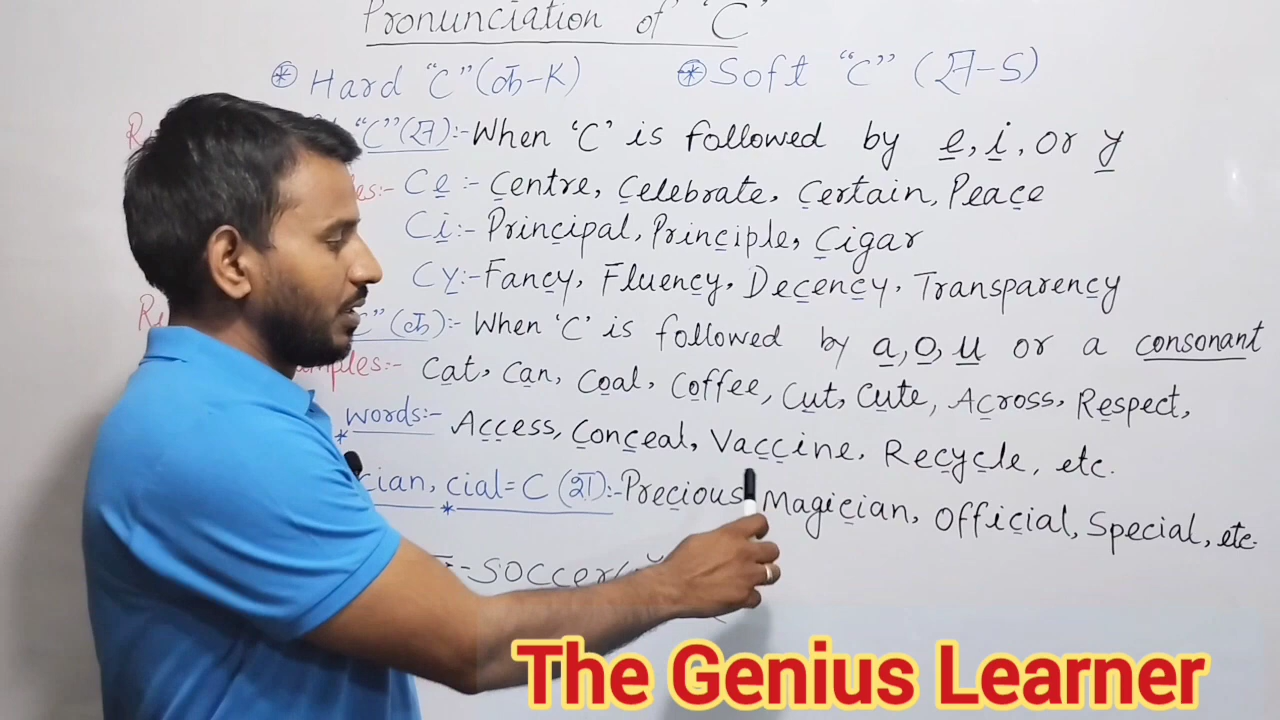 Pronunciation of "C"
* Hard "C" (क-K) * Soft "C" (स-S)
"C" (स):- When 'C' is followed by e, i, or y
Ce:- Centre, Celebrate, Certain, Peace
Ci:- Principal, Principle, Cigar
Cy:- Fancy, Fluency, Decency, Transparency
C" (क):- When 'C' is followed by a, o, u or a consonant
amples:- Cat, Can, Coal, Coffee, Cut, Cute, Across, Respect,
words:- Access, Conceal, Vaccine, Recycle, etc.
cian, cial = C (श):- Precious, Magician, Official, Special, etc.
Soccer
The Genius Learner